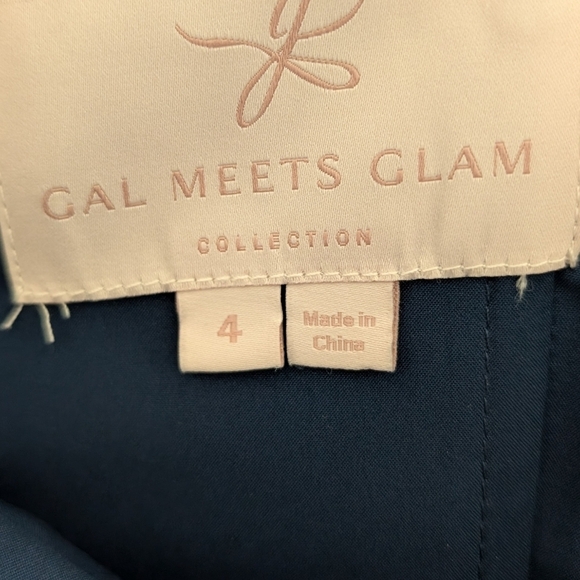 GAL MEETS GLAM
COLLECTION
4
Made in
China